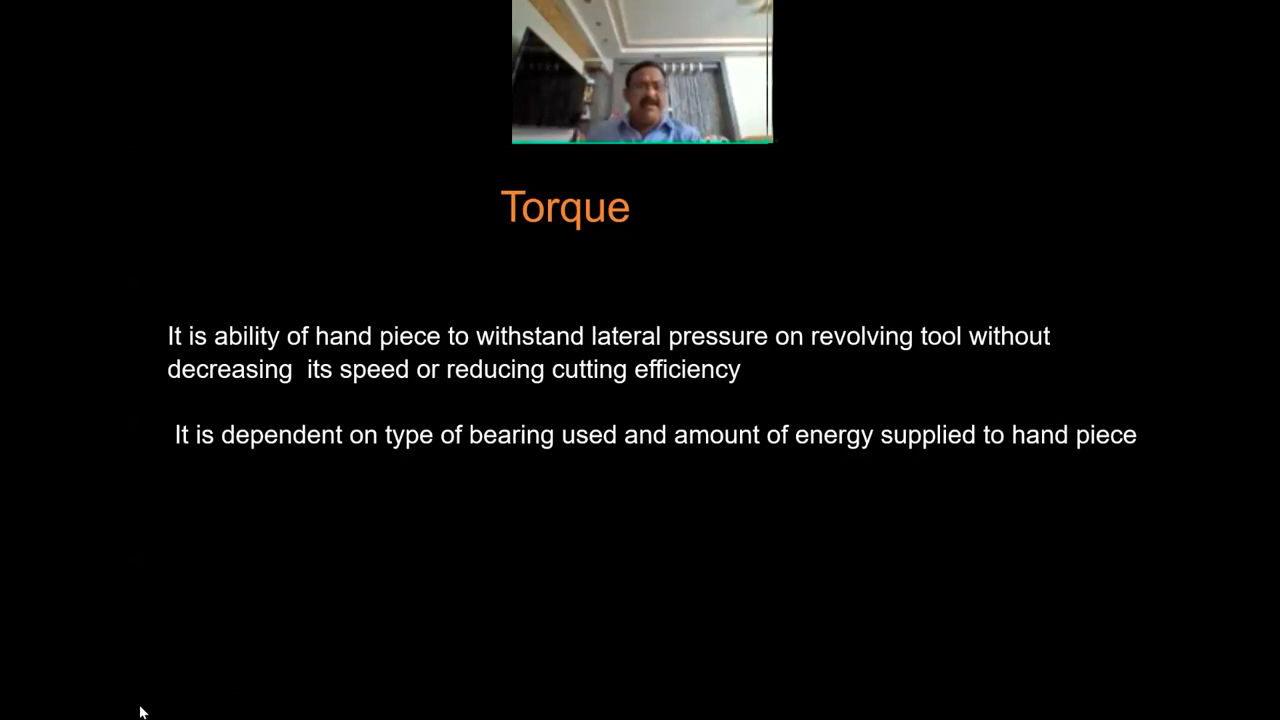 Torque
It is ability of hand piece to withstand lateral pressure on revolving tool without
decreasing  its speed or reducing cutting efficiency
It is dependent on type of bearing used and amount of energy supplied to hand piece